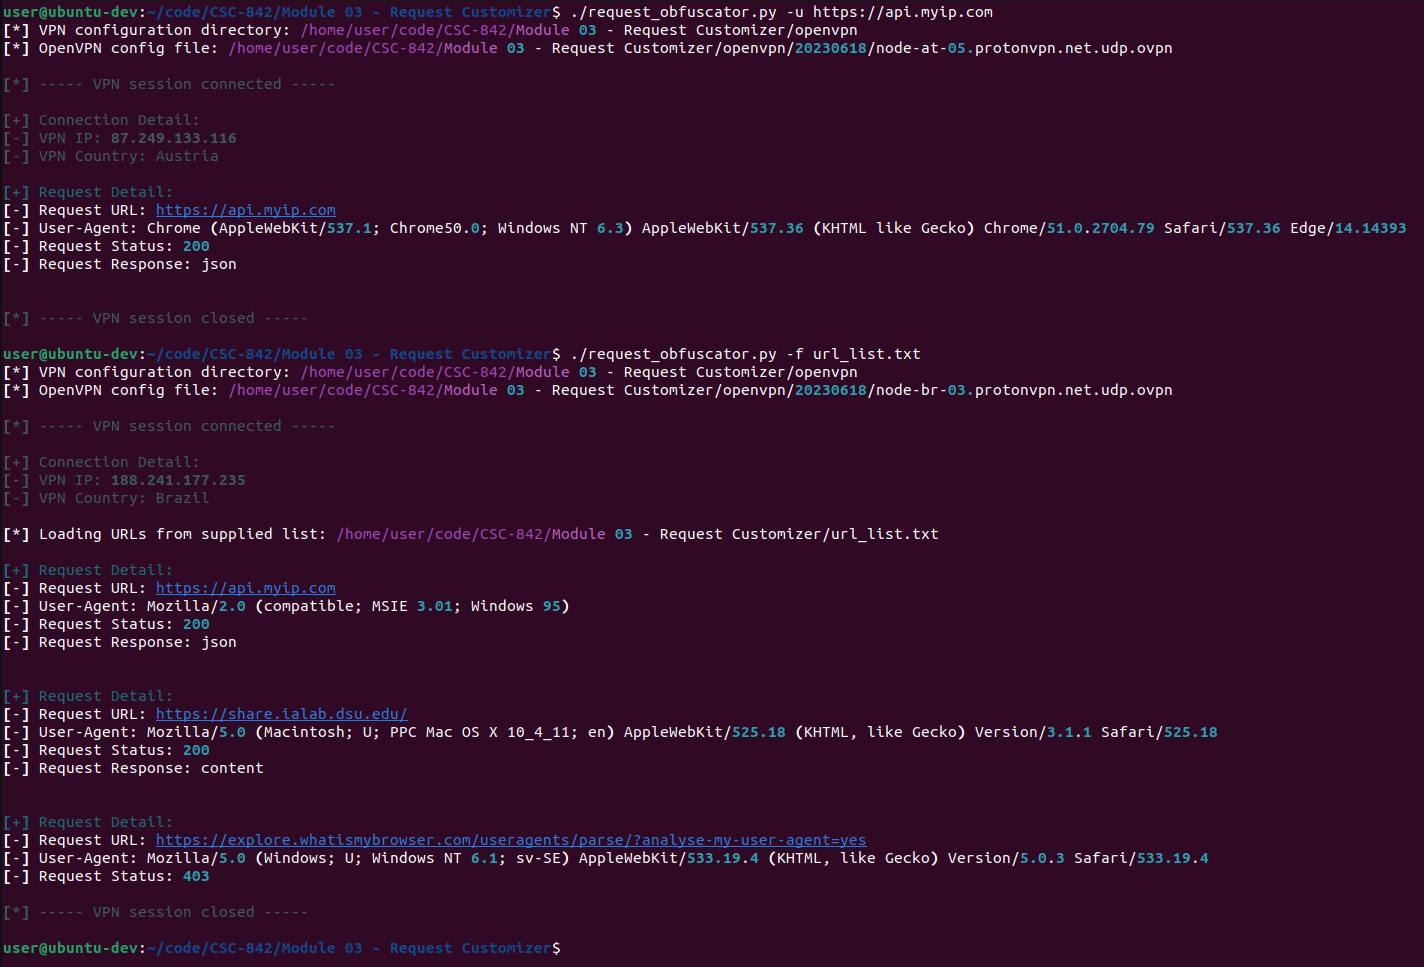 user@ubuntu-dev:~/code/CSC-842/Module 03 - Request Customizer$ ./request_obfuscator.py -u https://api.myip.com
[*] VPN configuration directory: /home/user/code/CSC-842/Module 03 - Request Customizer/openvpn
[*] OpenVPN config file: /home/user/code/CSC-842/Module 03 - Request Customizer/openvpn/20230618/node-at-05.protonvpn.net.udp.ovpn
[*] ----- VPN session connected -----
[+] Connection Detail:
[-] VPN IP: 87.249.133.116
[-] VPN Country: Austria
[+] Request Detail:
[-] Request URL: https://api.myip.com
[-] User-Agent: Chrome (AppleWebKit/537.1; Chrome50.0; Windows NT 6.3) AppleWebKit/537.36 (KHTML like Gecko) Chrome/51.0.2704.79 Safari/537.36 Edge/14.14393
[-] Request Status: 200
[-] Request Response: json
[*] ----- VPN session closed -----
user@ubuntu-dev:~/code/CSC-842/Module 03 - Request Customizer$ ./request_obfuscator.py -f url_list.txt
[*] VPN configuration directory: /home/user/code/CSC-842/Module 03 - Request Customizer/openvpn
[*] OpenVPN config file: /home/user/code/CSC-842/Module 03 - Request Customizer/openvpn/20230618/node-br-03.protonvpn.net.udp.ovpn
[*] ----- VPN session connected -----
[+] Connection Detail:
[-] VPN IP: 188.241.177.235
[-] VPN Country: Brazil
[*] Loading URLs from supplied list: /home/user/code/CSC-842/Module 03 - Request Customizer/url_list.txt
[+] Request Detail:
[-] Request URL: https://api.myip.com
[-] User-Agent: Mozilla/2.0 (compatible; MSIE 3.01; Windows 95)
[-] Request Status: 200
[-] Request Response: json
[+] Request Detail:
[-] Request URL: https://share.ialab.dsu.edu/
[-] User-Agent: Mozilla/5.0 (Macintosh; U; PPC Mac OS X 10_4_11; en) AppleWebKit/525.18 (KHTML, like Gecko) Version/3.1.1 Safari/525.18
[-] Request Status: 200
[-] Request Response: content
[+] Request Detail:
[-] Request URL: https://explore.whatismybrowser.com/useragents/parse/?analyse-my-user-agent=yes
[-] User-Agent: Mozilla/5.0 (Windows; U; Windows NT 6.1; sv-SE) AppleWebKit/533.19.4 (KHTML, like Gecko) Version/5.0.3 Safari/533.19.4
[-] Request Status: 403
[*] ----- VPN session closed -----
user@ubuntu-dev:~/code/CSC-842/Module 03 - Request Customizer$